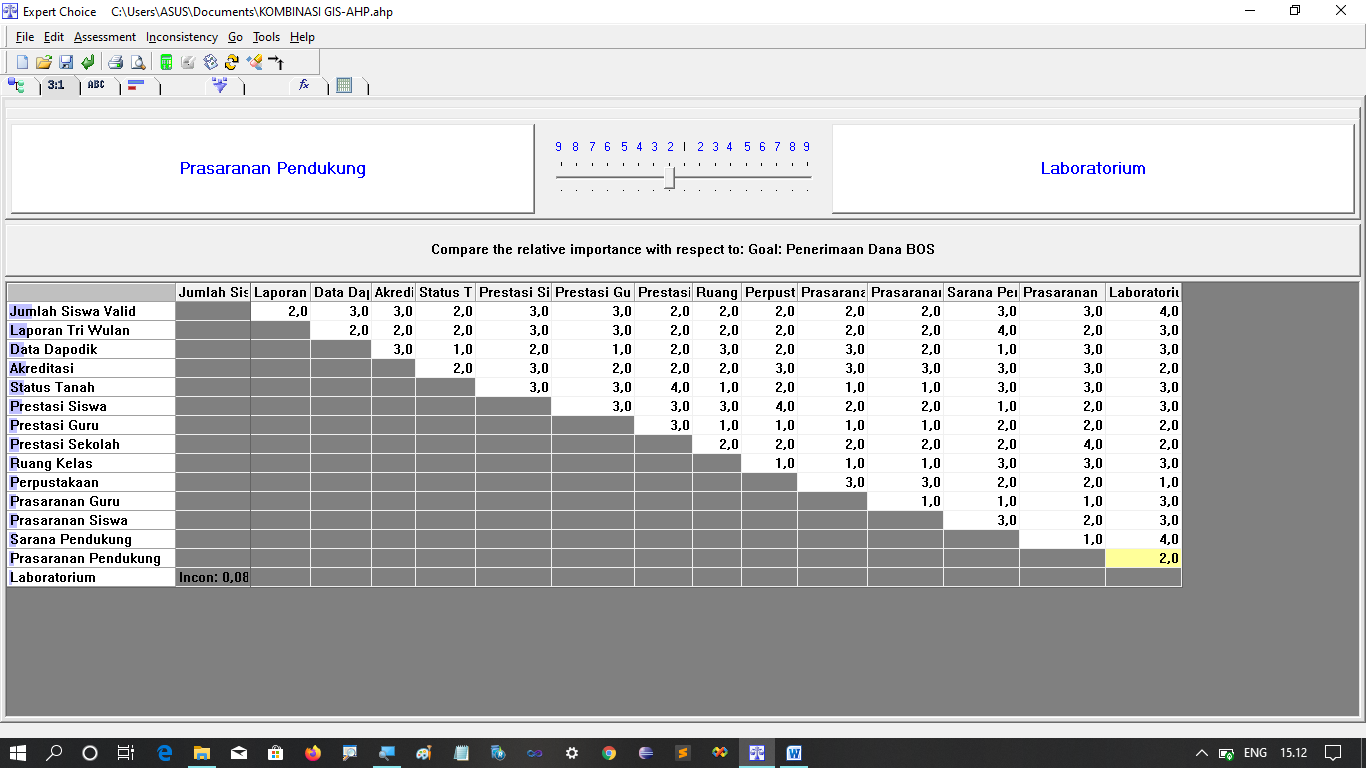 Expert Choice C:\Users\ASUS\Documents\KOMBINASI GIS-AHP.ahp
File Edit Assessment Inconsistency Go Tools Help
3:1 ABC fx
Prasaranan Pendukung
9 8 7 6 5 4 3 2 1 2 3 4 5 6 7 8 9
Laboratorium
Compare the relative importance with respect to: Goal: Penerimaan Dana BOS
Jumlah Sis Laporan Data Dap Akredi Status T Prestasi Si Prestasi Gu Prestasi Ruang Perpust Prasarana Prasaranan Sarana Pen Prasaranan Laboratoriu
Jumlah Siswa Valid 2,0 3,0 3,0 2,0 3,0 3,0 2,0 2,0 2,0 2,0 2,0 3,0 3,0 4,0
Laporan Tri Wulan 2,0 2,0 2,0 3,0 3,0 2,0 2,0 2,0 2,0 2,0 4,0 2,0 3,0
Data Dapodik 3,0 1,0 2,0 1,0 2,0 3,0 2,0 3,0 2,0 1,0 3,0 3,0
Akreditasi 2,0 3,0 2,0 2,0 2,0 3,0 3,0 3,0 3,0 3,0 2,0
Status Tanah 3,0 3,0 4,0 1,0 2,0 1,0 1,0 3,0 3,0 3,0
Prestasi Siswa 3,0 3,0 3,0 4,0 2,0 2,0 1,0 2,0 3,0
Prestasi Guru 3,0 1,0 1,0 1,0 1,0 2,0 2,0 2,0
Prestasi Sekolah 2,0 2,0 2,0 2,0 2,0 4,0 2,0
Ruang Kelas 1,0 1,0 1,0 3,0 3,0 3,0
Perpustakaan 3,0 3,0 2,0 2,0 1,0
Prasaranan Guru 1,0 1,0 1,0 3,0
Prasaranan Siswa 3,0 2,0 3,0
Sarana Pendukung 1,0 4,0
Prasaranan Pendukung 2,0
Laboratorium Incon: 0,08
ENG 15.12